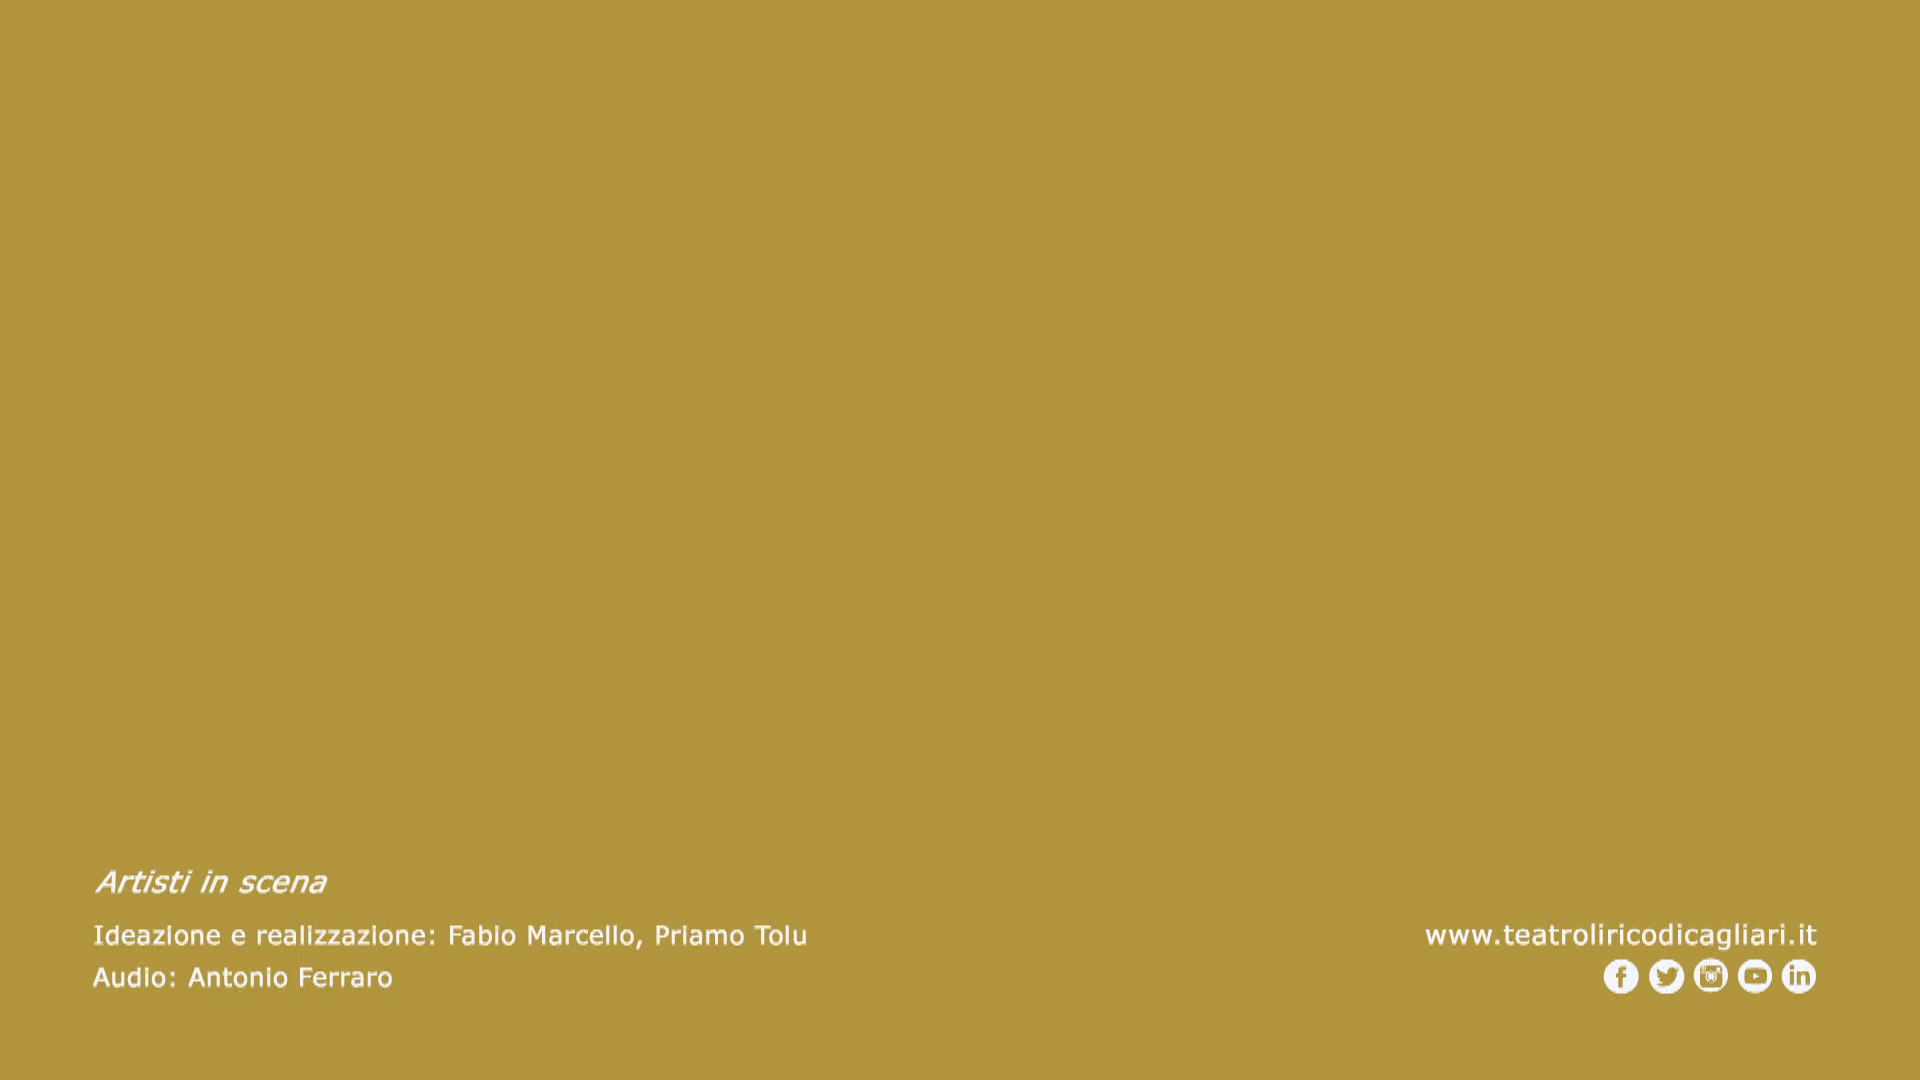 Artisti in scena
Ideazione e realizzazione: Fabio Marcello, Priamo Tolu
Audio: Antonio Ferraro
www.teatroliricodicagliari.it